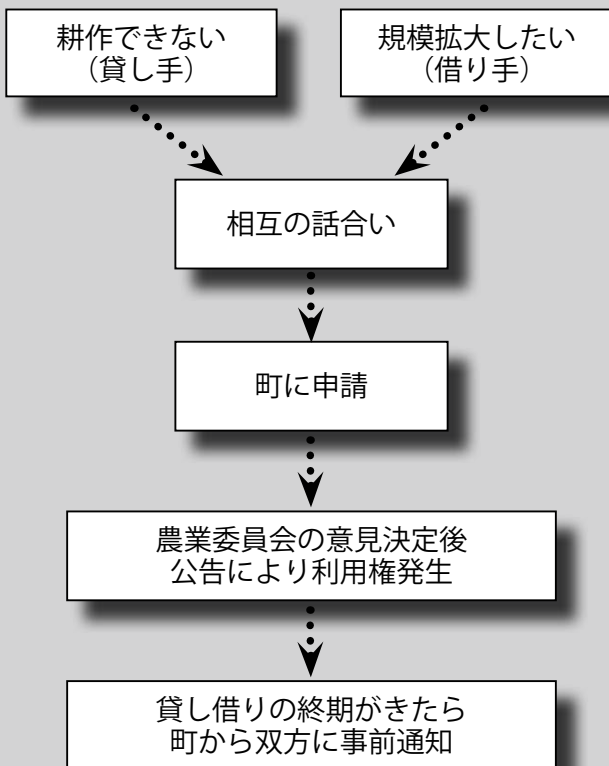 耕作できない
（貸し手）
規模拡大したい
（借り手）
相互の話合い
町に申請
農業委員会の意見決定後
公告により利用権発生
貸し借りの終期がきたら
町から双方に事前通知